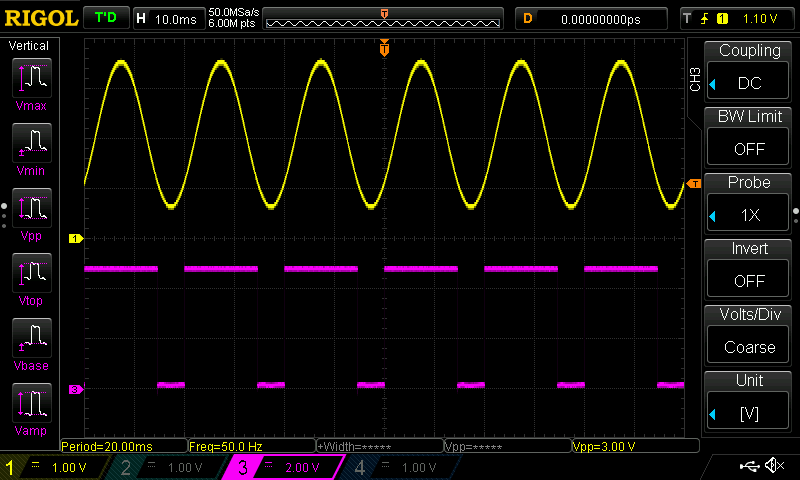 RIGOL T'D H 10.0ms 50.0MSa/s D 0.00000000ps T 1 1.10 V
6.00M pts
T
Vertical
Vmax
Vmin
Vpp
Vtop
Vbase
Vamp
T
1
3
T
CH3
Coupling
DC
BW Limit
OFF
Probe
1X
Invert
OFF
Volts/Div
Coarse
Unit
[V]
Period=20.00ms Freq=50.0 Hz +Width=***** Vpp=***** Vpp=3.00 V
1 1.00 V 2 1.00 V 3 2.00 V 4 1.00 V